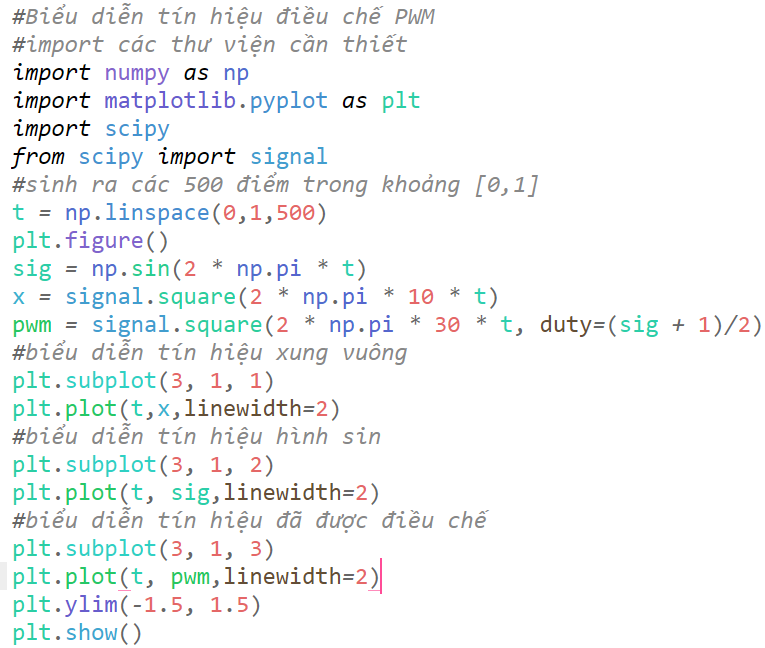 #Biểu diễn tín hiệu điều chế PWM
#import các thư viện cần thiết
import numpy as np
import matplotlib.pyplot as plt
import scipy
from scipy import signal
#sinh ra các 500 điểm trong khoảng [0,1]
t = np.linspace(0,1,500)
plt.figure()
sig = np.sin(2 * np.pi * t)
x = signal.square(2 * np.pi * 10 * t)
pwm = signal.square(2 * np.pi * 30 * t, duty=(sig + 1)/2)
#biểu diễn tín hiệu xung vuông
plt.subplot(3, 1, 1)
plt.plot(t,x,linewidth=2)
#biểu diễn tín hiệu hình sin
plt.subplot(3, 1, 2)
plt.plot(t, sig,linewidth=2)
#biểu diễn tín hiệu đã được điều chế
plt.subplot(3, 1, 3)
plt.plot(t, pwm,linewidth=2)
plt.ylim(-1.5, 1.5)
plt.show()